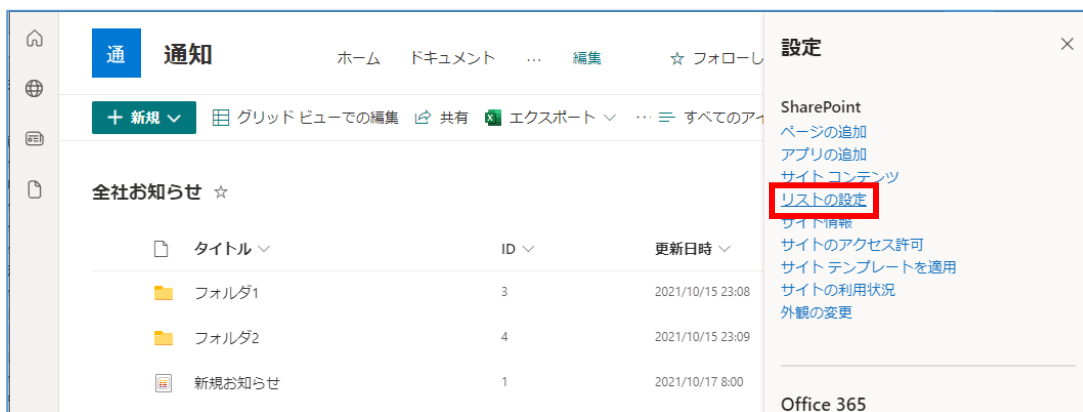 通 通知 ホーム ドキュメント … 編集 ☆ フォローし
+ 新規 グリッド ビューでの編集 共有 エクスポート … すべてのアイ
全社お知らせ ☆
タイトル ID 更新日時
フォルダ1 3 2021/10/15 23:08
フォルダ2 4 2021/10/15 23:09
新規お知らせ 1 2021/10/17 8:00
設定
SharePoint
ページの追加
アプリの追加
サイト コンテンツ
リストの設定
サイト情報
サイトのアクセス許可
サイト テンプレートを適用
サイトの利用状況
外観の変更
Office 365